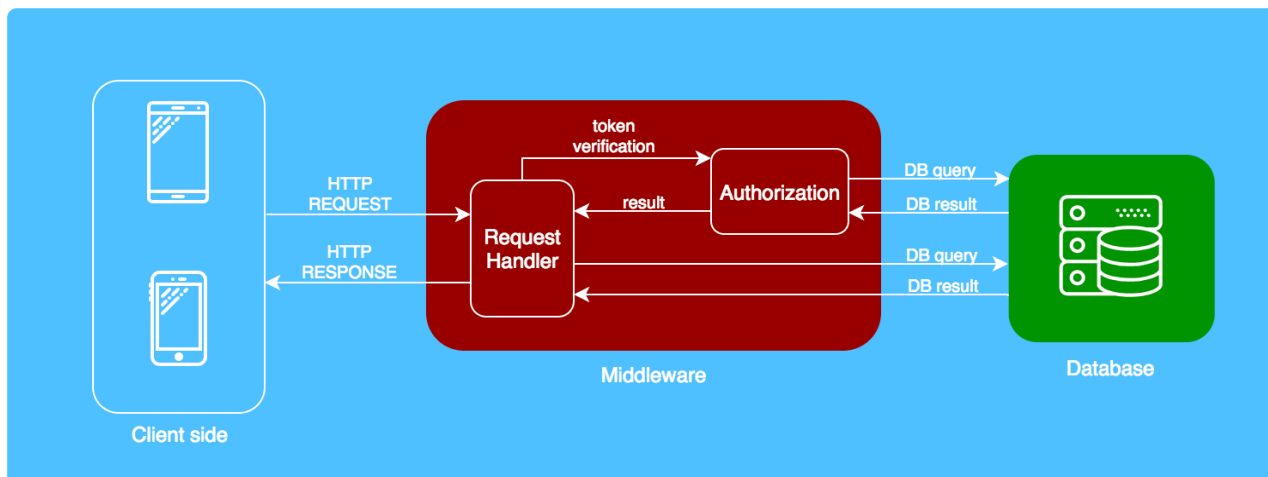 token
verification
HTTP
REQUEST
DB query
Authorization
result
DB result
Request
Handler
HTTP
RESPONSE
DB query
DB result
Middleware
Database
Client side